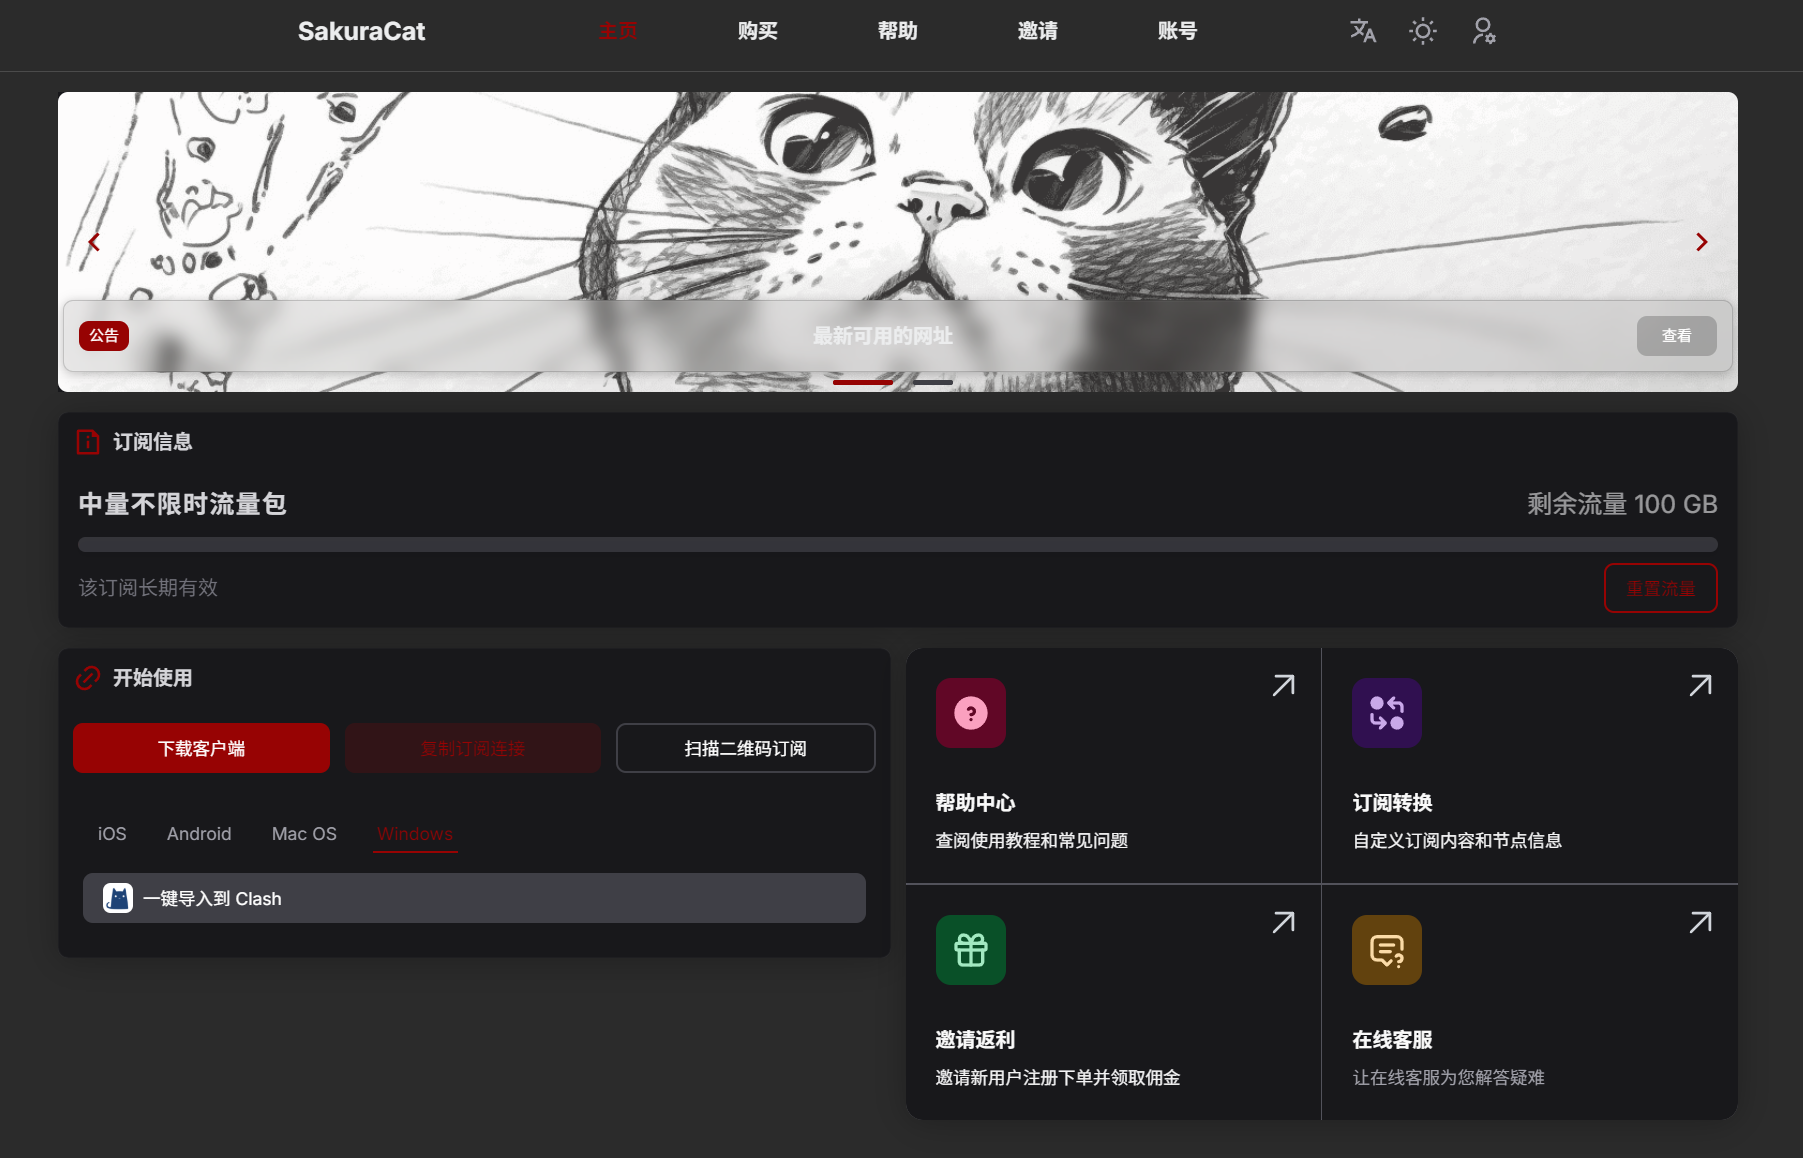 SakuraCat
主页
购买
帮助
邀请
账号
公告
最新可用的网址
查看
订阅信息
中量不限时流量包
剩余流量 100 GB
该订阅长期有效
重置流量
开始使用
下载客户端
复制订阅连接
扫描二维码订阅
iOS
Android
Mac OS
Windows
一键导入到 Clash
帮助中心
查阅使用教程和常见问题
订阅转换
自定义订阅内容和节点信息
邀请返利
邀请新用户注册下单并领取佣金
在线客服
让在线客服为您解答疑难